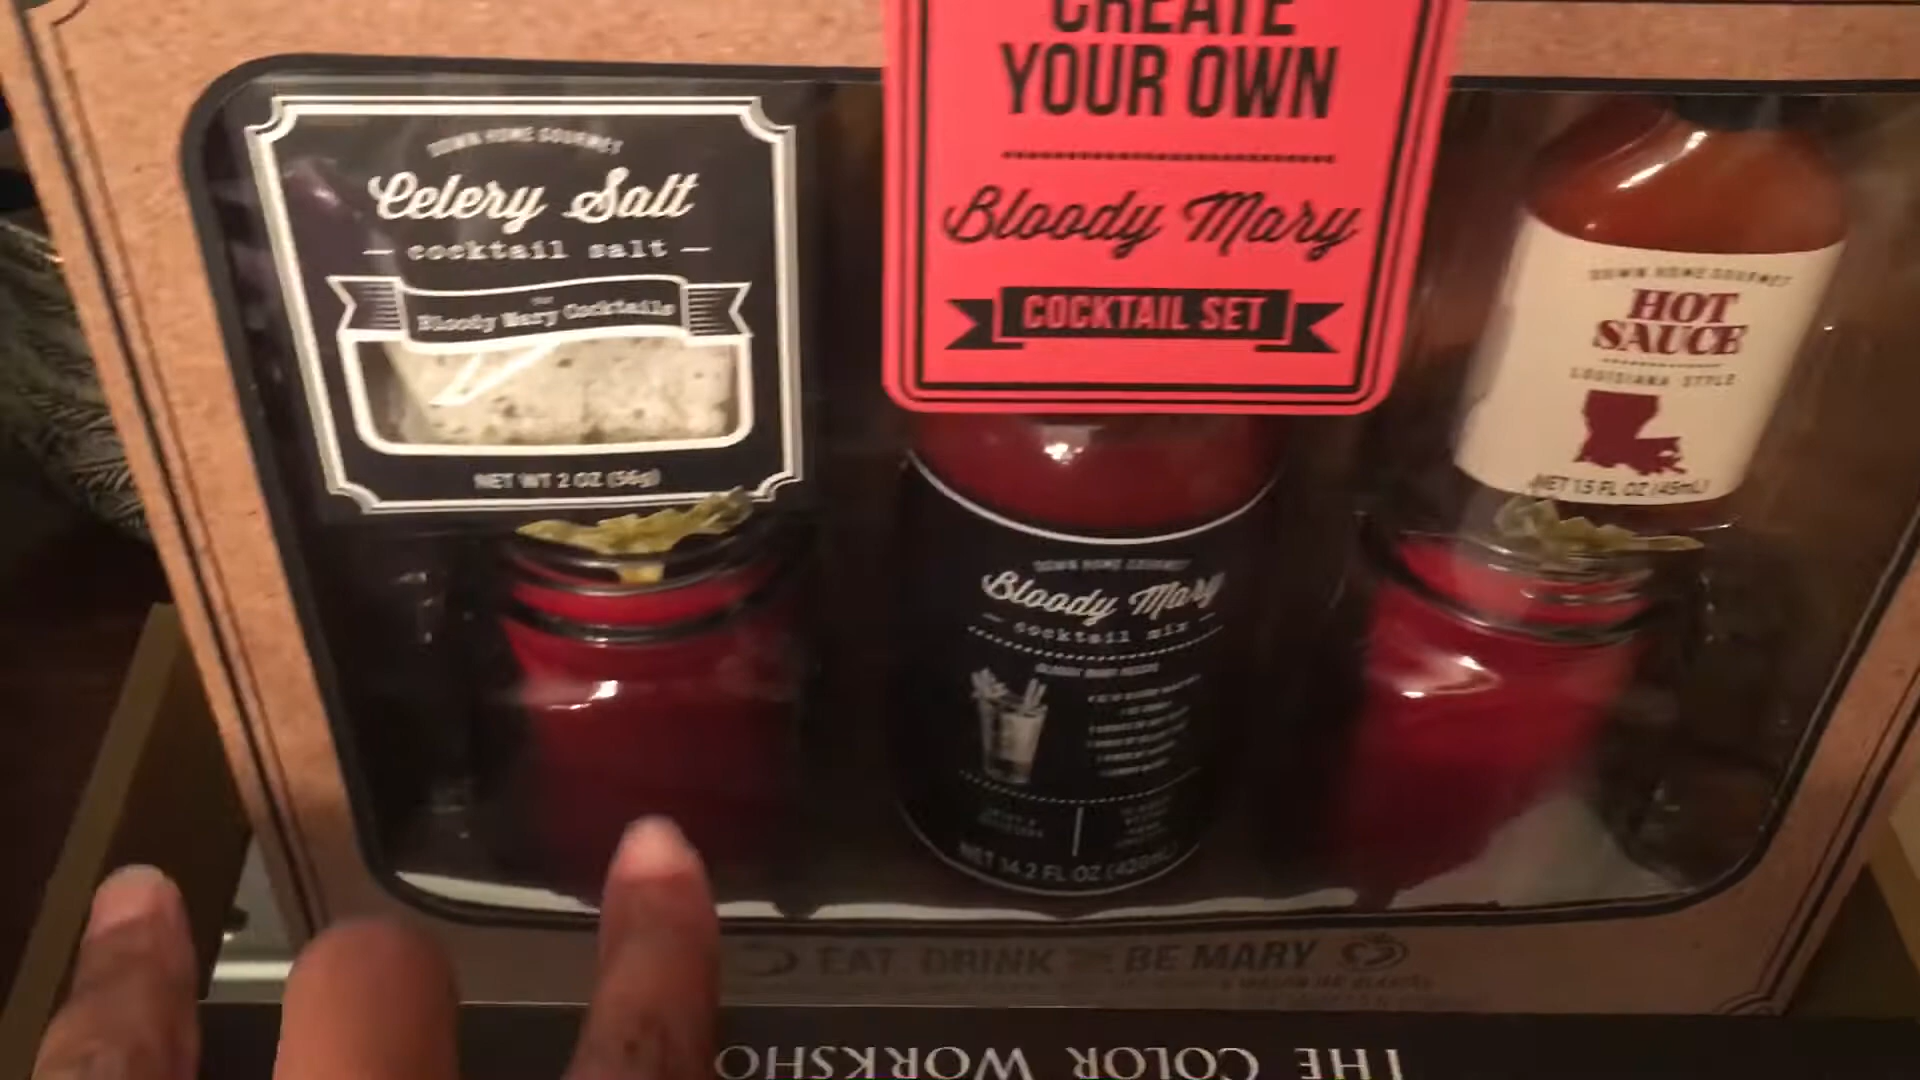 CREATE
YOUR OWN
Bloody Mary
COCKTAIL SET
DOWN HOME GOURMET
Celery Salt
— cocktail salt —
Bloody Mary Cocktails
NET WT 2 OZ (56g)
DOWN HOME GOURMET
HOT
SAUCE
LOUISIANA STYLE
NET 1.5 FL OZ (45mL)
DOWN HOME GOURMET
Bloody Mary
— cocktail mix —
NET 14.2 FL OZ (420mL)
EAT, DRINK BE MARY
THE COLOR WORKSHO